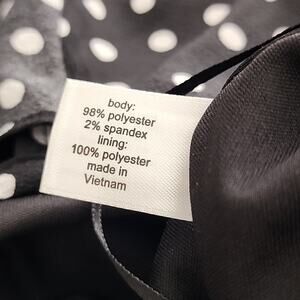 body:
98% polyester
2% spandex
lining:
100% polyester
made in
Vietnam